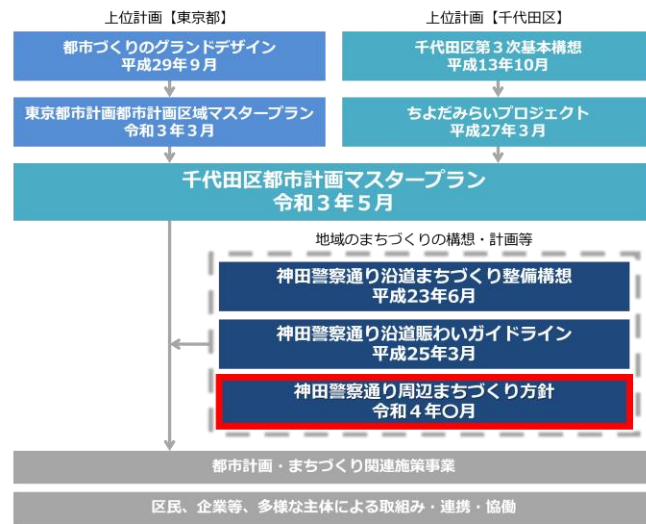 上位計画【東京都】
上位計画【千代田区】
都市づくりのグランドデザイン
平成29年9月
千代田区第3次基本構想
平成13年10月
東京都市計画都市計画区域マスタープラン
令和3年3月
ちよだみらいプロジェクト
平成27年3月
千代田区都市計画マスタープラン
令和3年5月
地域のまちづくりの構想・計画等
神田警察通り沿道まちづくり整備構想
平成23年6月
神田警察通り沿道賑わいガイドライン
平成25年3月
神田警察通り周辺まちづくり方針
令和4年〇月
都市計画・まちづくり関連施策事業
区民、企業等、多様な主体による取組み・連携・協働